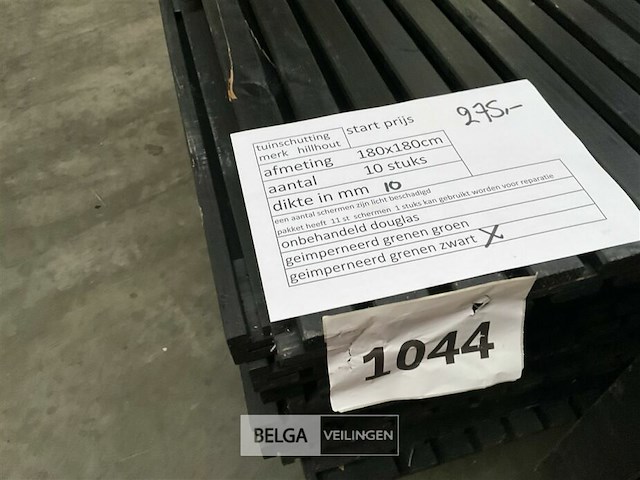 tuinschutting
merk hillhout
start prijs
275,-
afmeting 180x180cm
aantal 10 stuks
dikte in mm 10
een aantal schermen zijn licht beschadigd
pakket heeft 11 st schermen 1 stuks kan gebruikt worden voor reparatie
onbehandeld douglas
geimperneerd grenen groen
geimperneerd grenen zwart X
1044
BELGA VEILINGEN